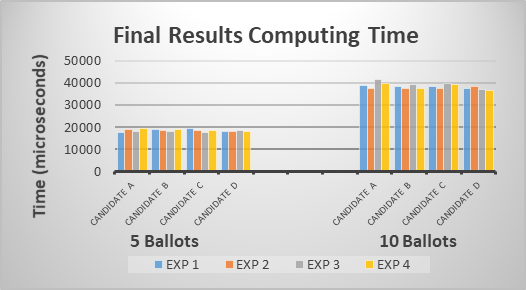 Final Results Computing Time
Time (microseconds)
50000
40000
30000
20000
10000
0
CANDIDATE A
CANDIDATE B
CANDIDATE C
CANDIDATE D
CANDIDATE A
CANDIDATE B
CANDIDATE C
CANDIDATE D
5 Ballots
10 Ballots
EXP 1 EXP 2 EXP 3 EXP 4